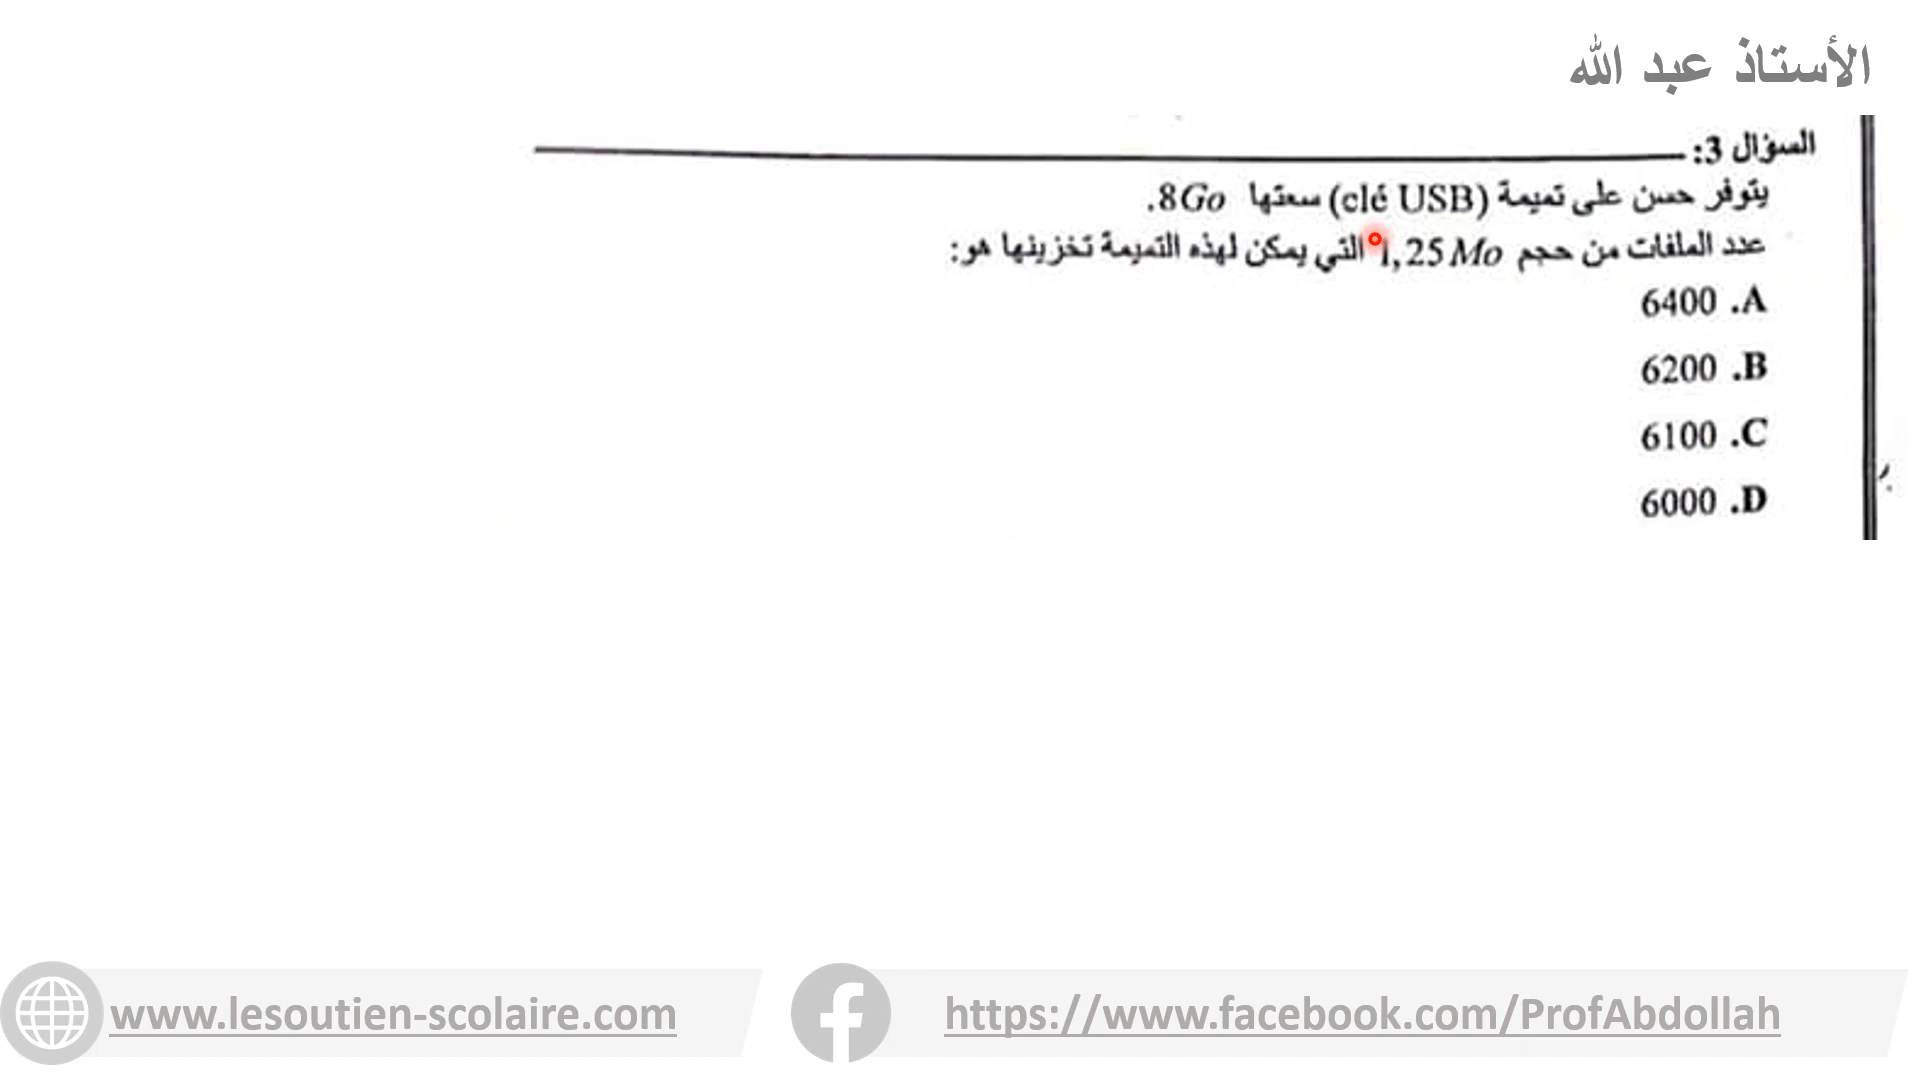 الأستاذ عبد الله
السؤال 3:
يتوفر حسن على تميمة (clé USB) سعتها 8Go.
عدد الملفات من حجم 1,25Mo التي يمكن لهذه التميمة تخزينها هو:
A. 6400
B. 6200
C. 6100
D. 6000
www.lesoutien-scolaire.com
https://www.facebook.com/ProfAbdollah